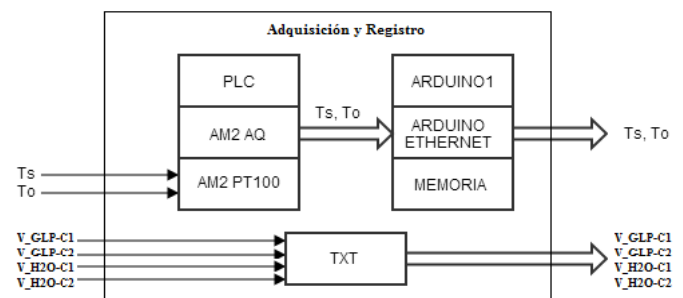 Adquisición y Registro
PLC
AM2 AQ
AM2 PT100
Ts, To
ARDUINO1
ARDUINO
ETHERNET
MEMORIA
Ts, To
Ts
To
V_GLP-C1
V_GLP-C2
V_H2O-C1
V_H2O-C2
TXT
V_GLP-C1
V_GLP-C2
V_H2O-C1
V_H2O-C2